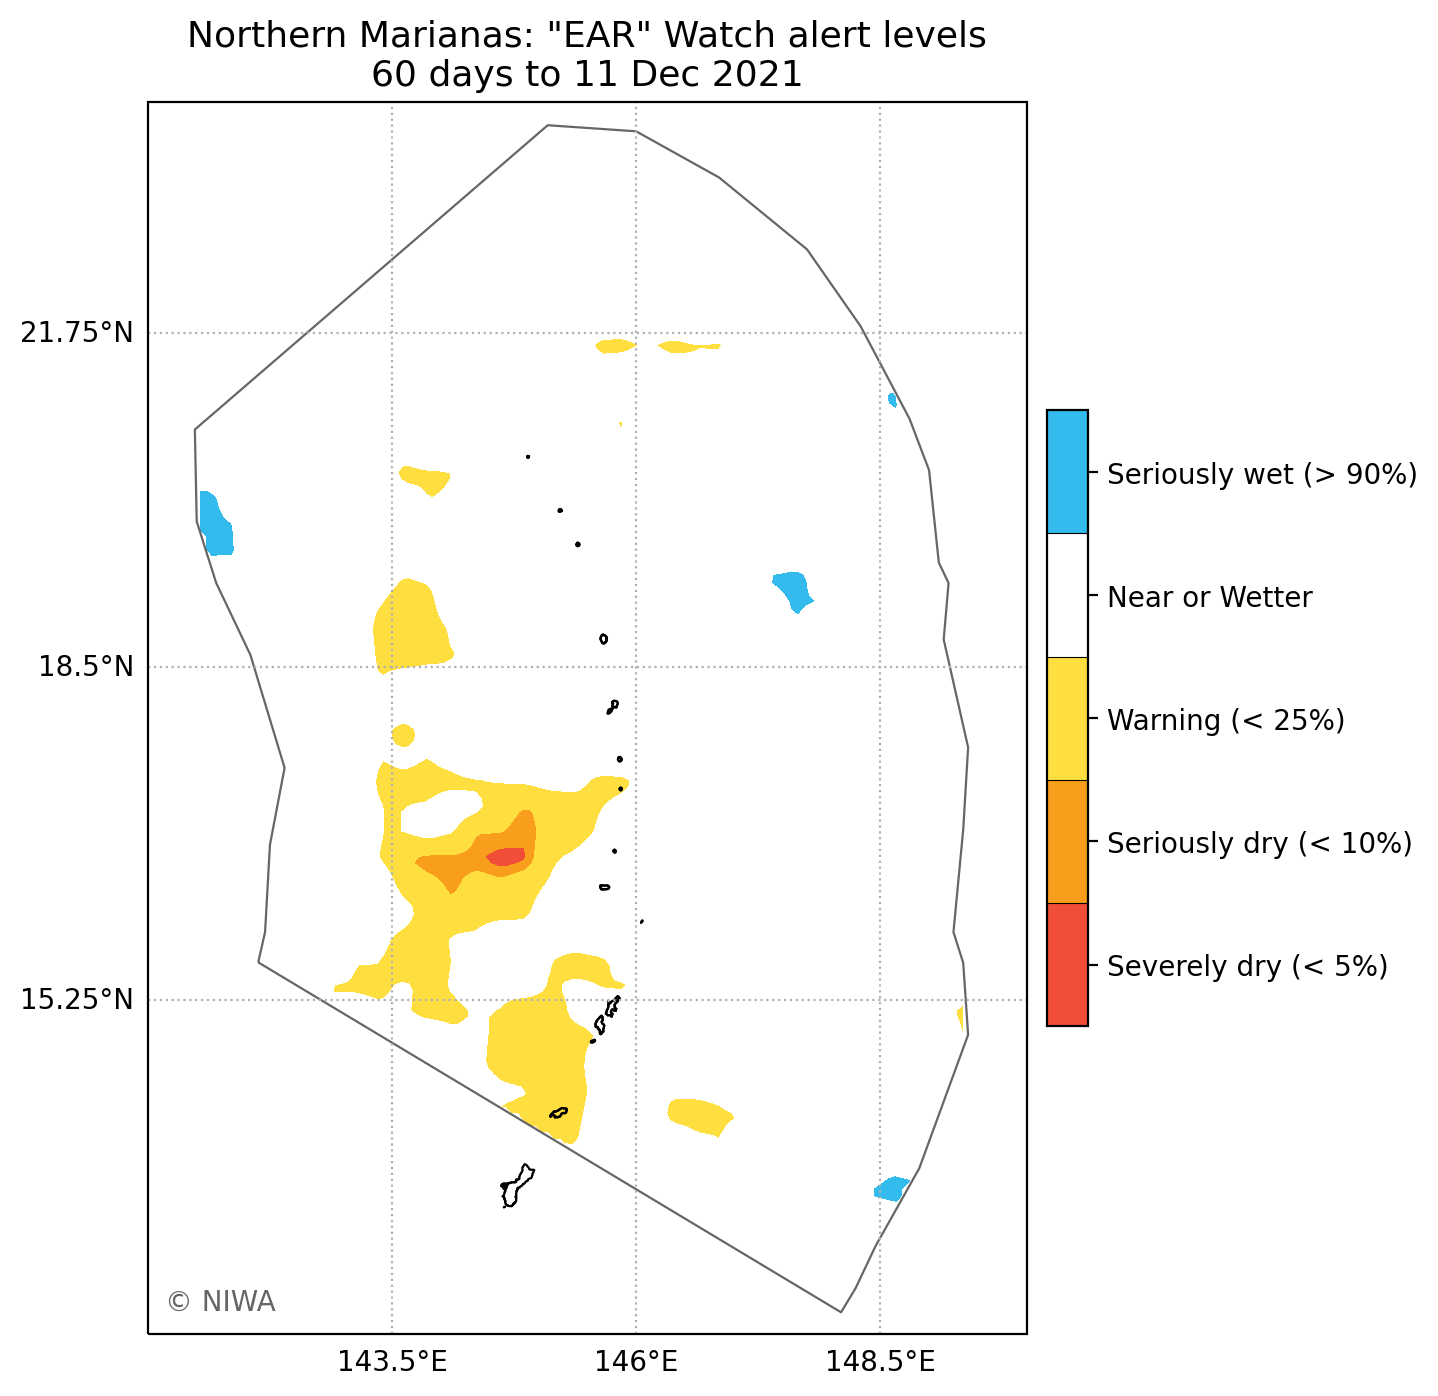 Northern Marianas: "EAR" Watch alert levels
60 days to 11 Dec 2021
21.75°N
18.5°N
15.25°N
143.5°E
146°E
148.5°E
Seriously wet (> 90%)
Near or Wetter
Warning (< 25%)
Seriously dry (< 10%)
Severely dry (< 5%)
© NIWA